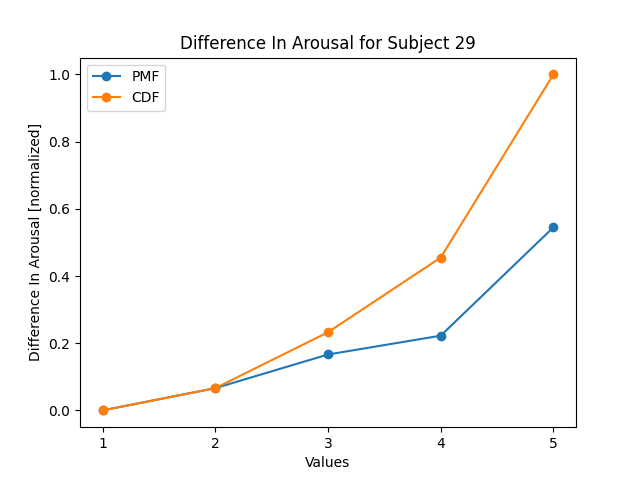 Difference In Arousal for Subject 29
PMF
CDF
1.0
0.8
0.6
0.4
0.2
0.0
Difference In Arousal [normalized]
1 2 3 4 5
Values